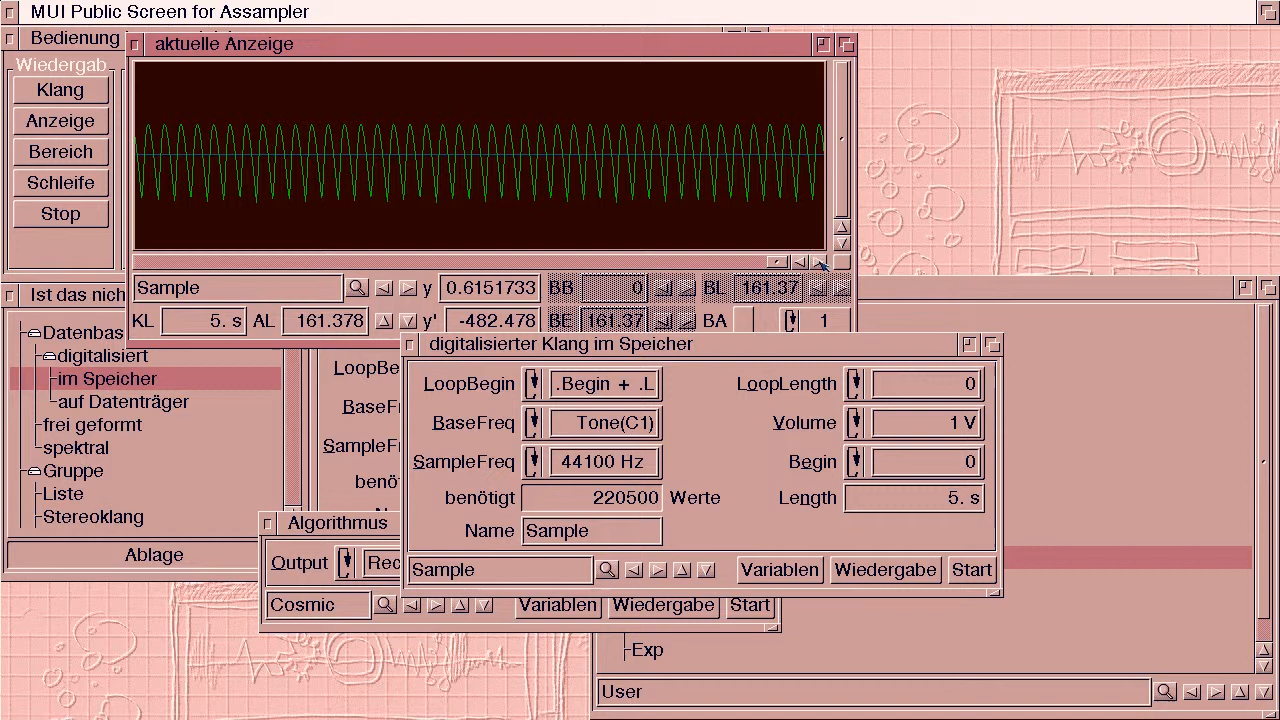 MUI Public Screen for Assampler
Bedienung
Wiedergab
Klang
Anzeige
Bereich
Schleife
Stop
aktuelle Anzeige
Sample y 0.6151733 BB 0 BL 161.37
KL 5. s AL 161.378 y' -482.478 BE 161.37 BA 1
Ist das nich
Datenbas
digitalisiert
im Speicher
auf Datenträger
frei geformt
spektral
Gruppe
Liste
Stereoklang
Ablage
LoopBe
BaseF
SampleF
benö
digitalisierter Klang im Speicher
LoopBegin .Begin + .L LoopLength 0
BaseFreq Tone(C1) Volume 1 V
SampleFreq 44100 Hz Begin 0
benötigt 220500 Werte Length 5. s
Name Sample
Sample Variablen Wiedergabe Start
Algorithmus
Output Rec
Cosmic Variablen Wiedergabe Start
Exp
User